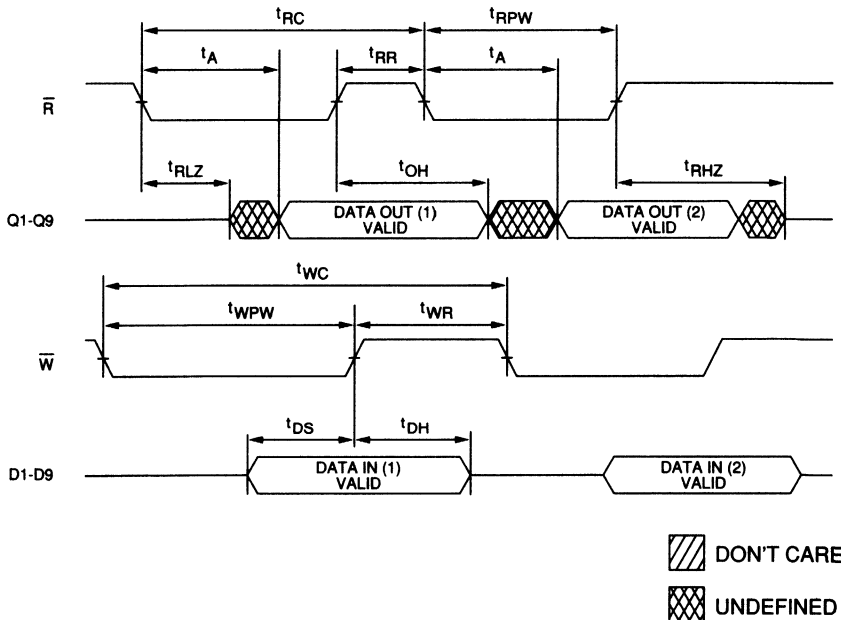 tRC tRPW
tA tRR tA
R̅
tRLZ tOH tRHZ
Q1-Q9 DATA OUT (1) VALID DATA OUT (2) VALID
tWC
tWPW tWR
W̅
tDS tDH
D1-D9 DATA IN (1) VALID DATA IN (2) VALID
DON'T CARE
UNDEFINED